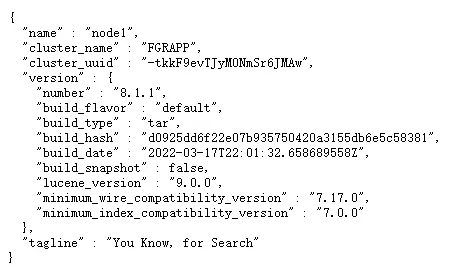 {
  "name" : "node1",
  "cluster_name" : "FGRAPP",
  "cluster_uuid" : "-tkkF9evTJyMONmSr6JMAw",
  "version" : {
    "number" : "8.1.1",
    "build_flavor" : "default",
    "build_type" : "tar",
    "build_hash" : "d0925dd6f22e07b935750420a3155db6e5c58381",
    "build_date" : "2022-03-17T22:01:32.658689558Z",
    "build_snapshot" : false,
    "lucene_version" : "9.0.0",
    "minimum_wire_compatibility_version" : "7.17.0",
    "minimum_index_compatibility_version" : "7.0.0"
  },
  "tagline" : "You Know, for Search"
}